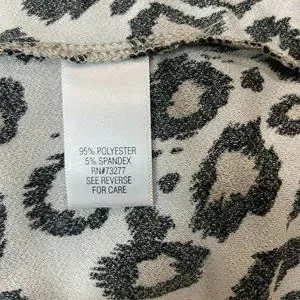 95% POLYESTER
5% SPANDEX
RN#73277
SEE REVERSE
FOR CARE